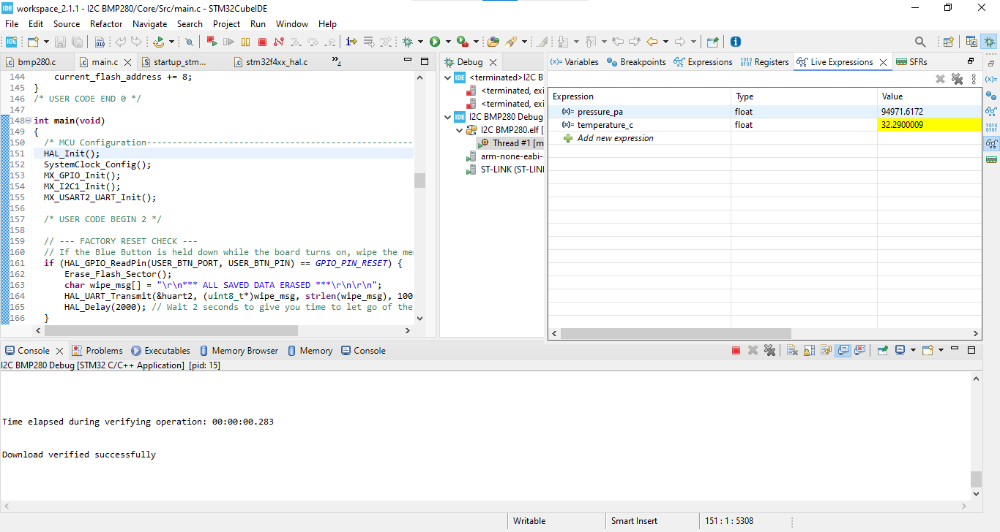 IDE workspace_2.1.1 - I2C BMP280/Core/Src/main.c - STM32CubeIDE
File Edit Source Refactor Navigate Search Project Run Window Help
bmp280.c main.c startup_stm... stm32f4xx_hal.c »4
144 current_flash_address += 8;
145 }
146 /* USER CODE END 0 */
147
148 int main(void)
149 {
150 /* MCU Configuration--------------------------------------------------------
151 HAL_Init();
152 SystemClock_Config();
153 MX_GPIO_Init();
154 MX_I2C1_Init();
155 MX_USART2_UART_Init();
156
157 /* USER CODE BEGIN 2 */
158
159 // --- FACTORY RESET CHECK ---
160 // If the Blue Button is held down while the board turns on, wipe the me
161 if (HAL_GPIO_ReadPin(USER_BTN_PORT, USER_BTN_PIN) == GPIO_PIN_RESET) {
162 Erase_Flash_Sector();
163 char wipe_msg[] = "\r\n*** ALL SAVED DATA ERASED ***\r\n\r\n";
164 HAL_UART_Transmit(&huart2, (uint8_t*)wipe_msg, strlen(wipe_msg), 100
165 HAL_Delay(2000); // Wait 2 seconds to give you time to let go of the
166 }
Debug
<terminated>I2C B
<terminated, exi
<terminated, exi
IDE I2C BMP280 Debug
I2C BMP280.elf [
Thread #1 [m
arm-none-eabi-
ST-LINK (ST-LINK
(x)= Variables Breakpoints Expressions Registers Live Expressions SFRs
Expression Type Value
(x)= pressure_pa float 94971.6172
(x)= temperature_c float 32.2900009
Add new expression
Console Problems Executables Memory Browser Memory Console
I2C BMP280 Debug [STM32 C/C++ Application] [pid: 15]
Time elapsed during verifying operation: 00:00:00.283
Download verified successfully
Writable Smart Insert 151 : 1 : 5308